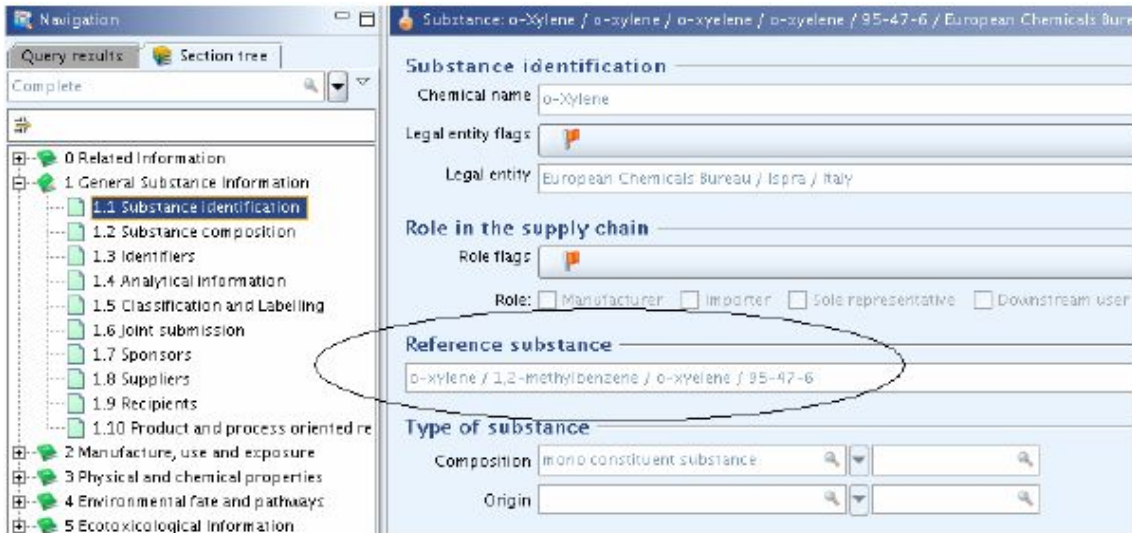 Navigation
Query results
Section tree
Complete
0 Related Information
1 General Substance Information
1.1 Substance identification
1.2 Substance composition
1.3 Identifiers
1.4 Analytical information
1.5 Classification and Labelling
1.6 Joint submission
1.7 Sponsors
1.8 Suppliers
1.9 Recipients
1.10 Product and process oriented re
2 Manufacture, use and exposure
3 Physical and chemical properties
4 Environmental fate and pathways
5 Ecotoxicological Information
Substance: o-Xylene / o-xylene / o-xyelene / o-xyelene / 95-47-6 / European Chemicals Bure
Substance identification
Chemical name o-Xylene
Legal entity flags
Legal entity European Chemicals Bureau / Ispra / Italy
Role in the supply chain
Role flags
Role: Manufacturer Importer Sole representative Downstream user
Reference substance
o-xylene / 1,2-methylbenzene / o-xyelene / 95-47-6
Type of substance
Composition mono constituent substance
Origin